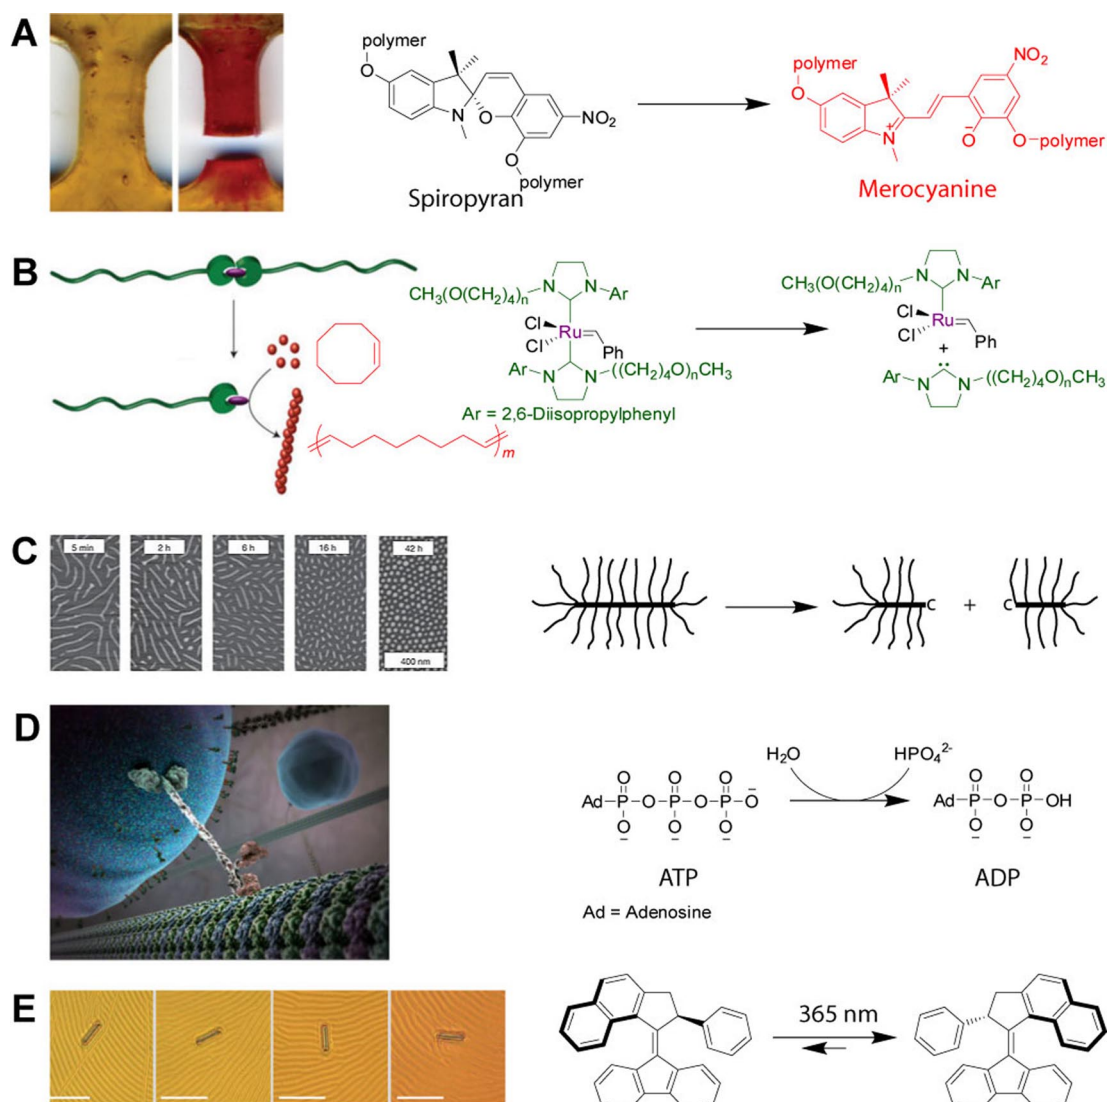 A
polymer
O
N
O
NO₂
O
polymer
Spiropyran
polymer
O
N
+
O
−
NO₂
O
polymer
Merocyanine
B
m
CH₃(O(CH₂)₄)n
N
N
Ar
Cl
Cl
Ru
Ph
Ar
N
N
((CH₂)₄O)nCH₃
Ar = 2,6-Diisopropylphenyl
CH₃(O(CH₂)₄)n
N
N
Ar
Cl
Cl
Ru
Ph
+
Ar
N
N
((CH₂)₄O)nCH₃
C
5 min
2 h
6 h
16 h
42 h
400 nm
C
+
C
D
H₂O
HPO₄²⁻
O O O
Ad P O P O P O −
O O O
− − −
O O
Ad P O P OH
O O
− −
ATP
ADP
Ad = Adenosine
E
365 nm